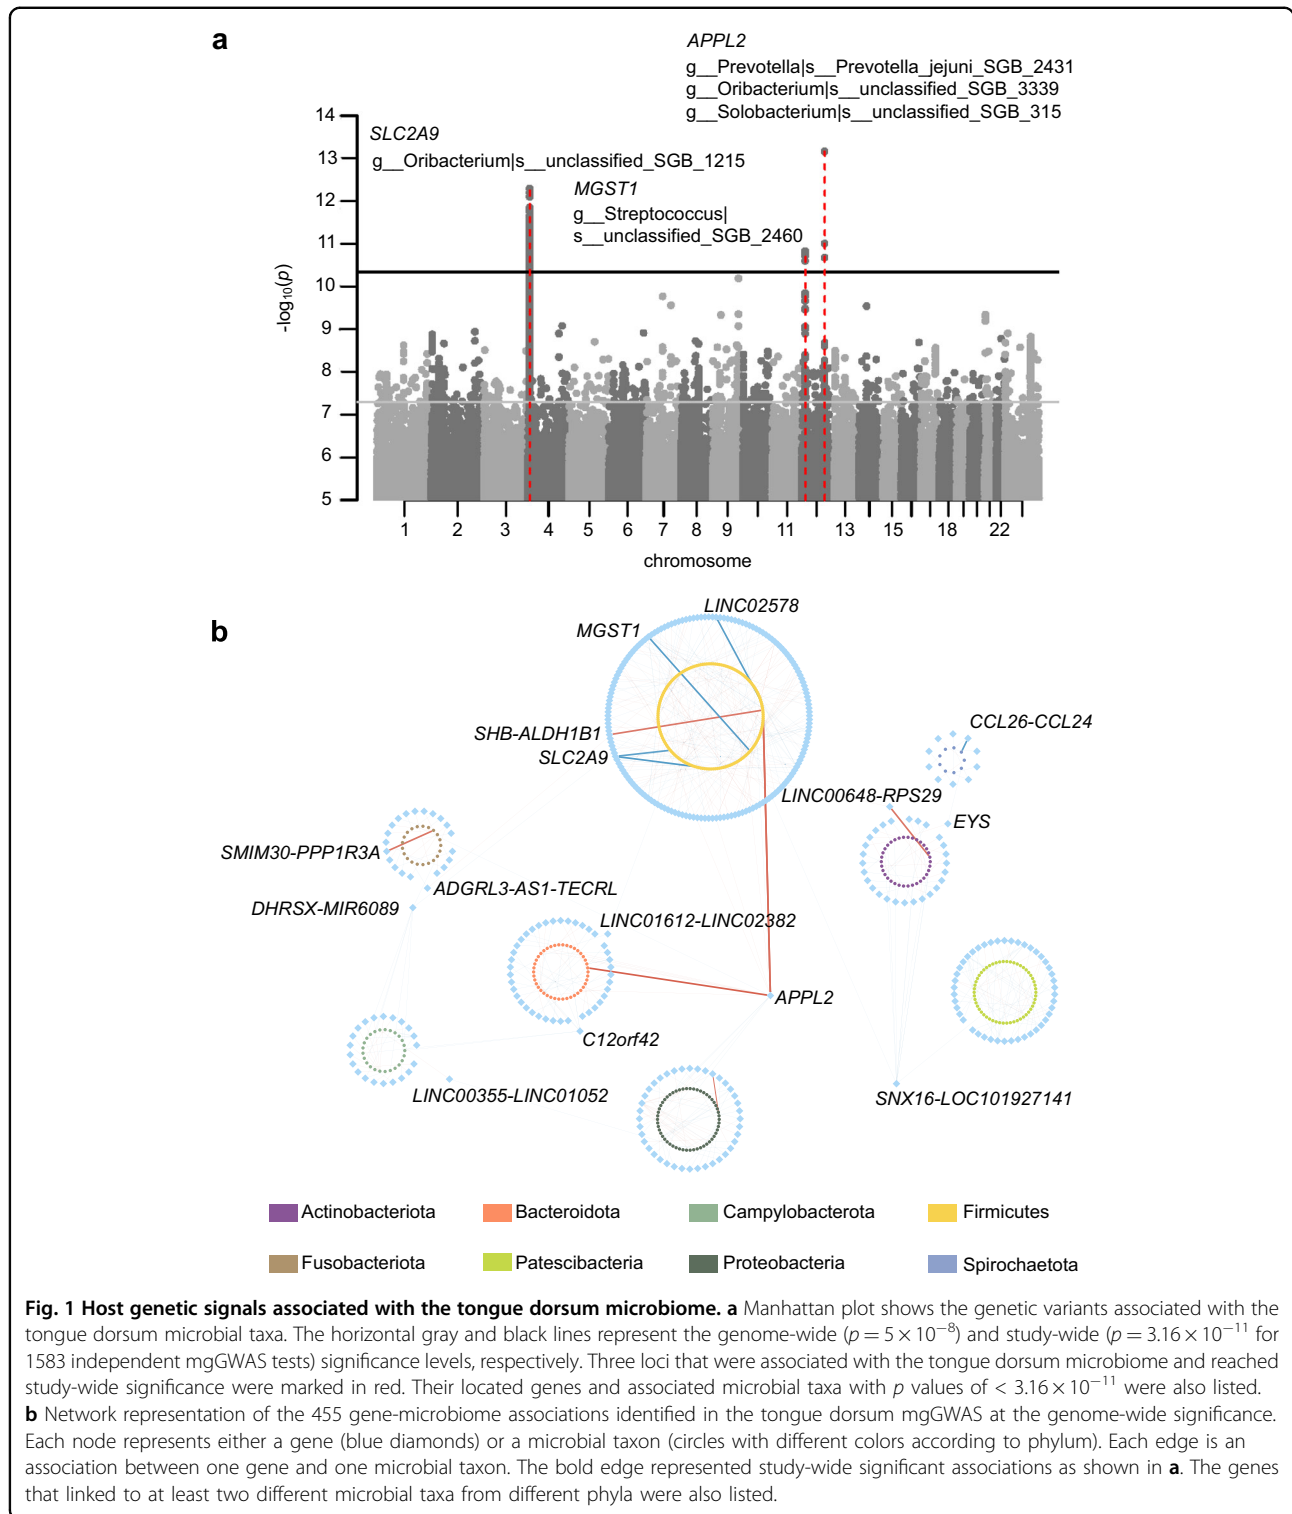 a
APPL2
g__Prevotella|s__Prevotella_jejuni_SGB_2431
g__Oribacterium|s__unclassified_SGB_3339
g__Solobacterium|s__unclassified_SGB_315
SLC2A9
g__Oribacterium|s__unclassified_SGB_1215
MGST1
g__Streptococcus|
s__unclassified_SGB_2460
14
13
12
11
10
9
8
7
6
5
-log10(p)
1 2 3 4 5 6 7 8 9 11 13 15 18 22
chromosome
b
LINC02578
MGST1
CCL26-CCL24
SHB-ALDH1B1
SLC2A9
LINC00648-RPS29
EYS
SMIM30-PPP1R3A
ADGRL3-AS1-TECRL
DHRSX-MIR6089
LINC01612-LINC02382
APPL2
C12orf42
LINC00355-LINC01052
SNX16-LOC101927141
Actinobacteriota Bacteroidota Campylobacterota Firmicutes
Fusobacteriota Patescibacteria Proteobacteria Spirochaetota
Fig. 1 Host genetic signals associated with the tongue dorsum microbiome. a Manhattan plot shows the genetic variants associated with the
tongue dorsum microbial taxa. The horizontal gray and black lines represent the genome-wide (p = 5 × 10−8) and study-wide (p = 3.16 × 10−11 for
1583 independent mgGWAS tests) significance levels, respectively. Three loci that were associated with the tongue dorsum microbiome and reached
study-wide significance were marked in red. Their located genes and associated microbial taxa with p values of < 3.16 × 10−11 were also listed.
b Network representation of the 455 gene-microbiome associations identified in the tongue dorsum mgGWAS at the genome-wide significance.
Each node represents either a gene (blue diamonds) or a microbial taxon (circles with different colors according to phylum). Each edge is an
association between one gene and one microbial taxon. The bold edge represented study-wide significant associations as shown in a. The genes
that linked to at least two different microbial taxa from different phyla were also listed.